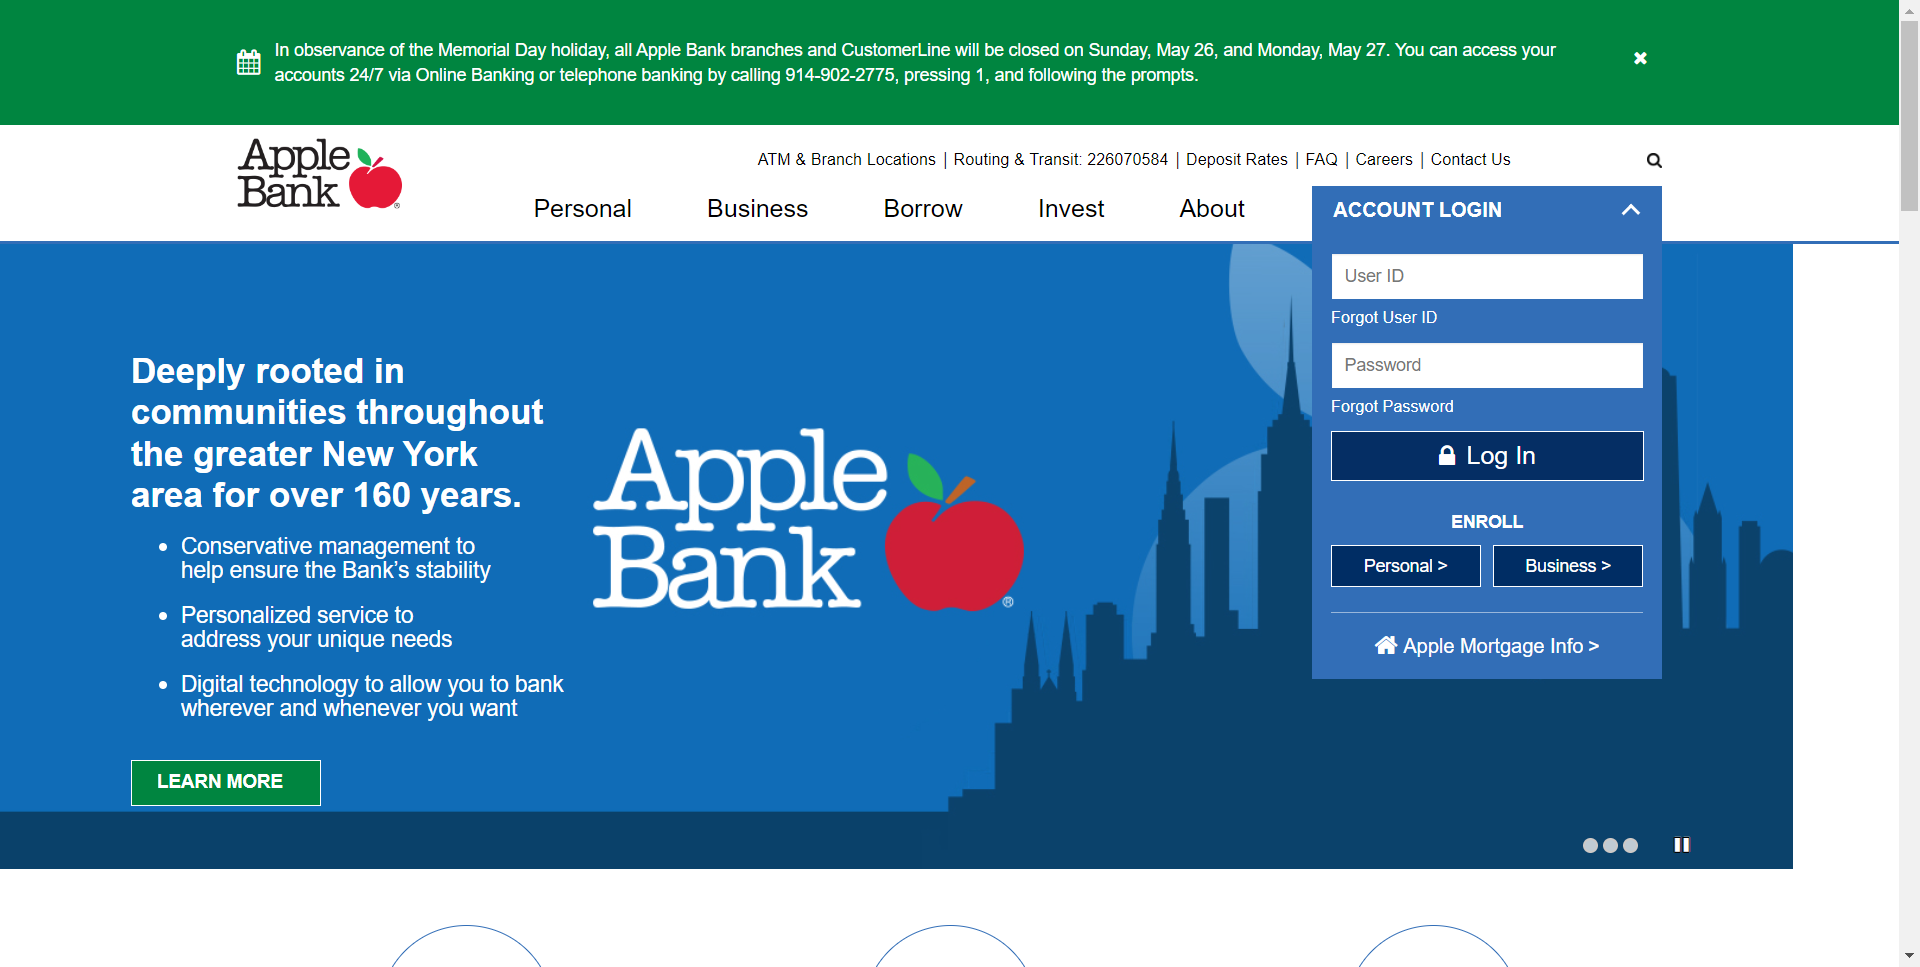 In observance of the Memorial Day holiday, all Apple Bank branches and CustomerLine will be closed on Sunday, May 26, and Monday, May 27. You can access your
accounts 24/7 via Online Banking or telephone banking by calling 914-902-2775, pressing 1, and following the prompts.
Apple
Bank
®
ATM & Branch Locations | Routing & Transit: 226070584 | Deposit Rates | FAQ | Careers | Contact Us
Personal Business Borrow Invest About
ACCOUNT LOGIN
User ID
Forgot User ID
Password
Forgot Password
Log In
ENROLL
Personal > Business >
Apple Mortgage Info >
Deeply rooted in
communities throughout
the greater New York
area for over 160 years.
• Conservative management to
help ensure the Bank’s stability
• Personalized service to
address your unique needs
• Digital technology to allow you to bank
wherever and whenever you want
LEARN MORE
Apple
Bank
®